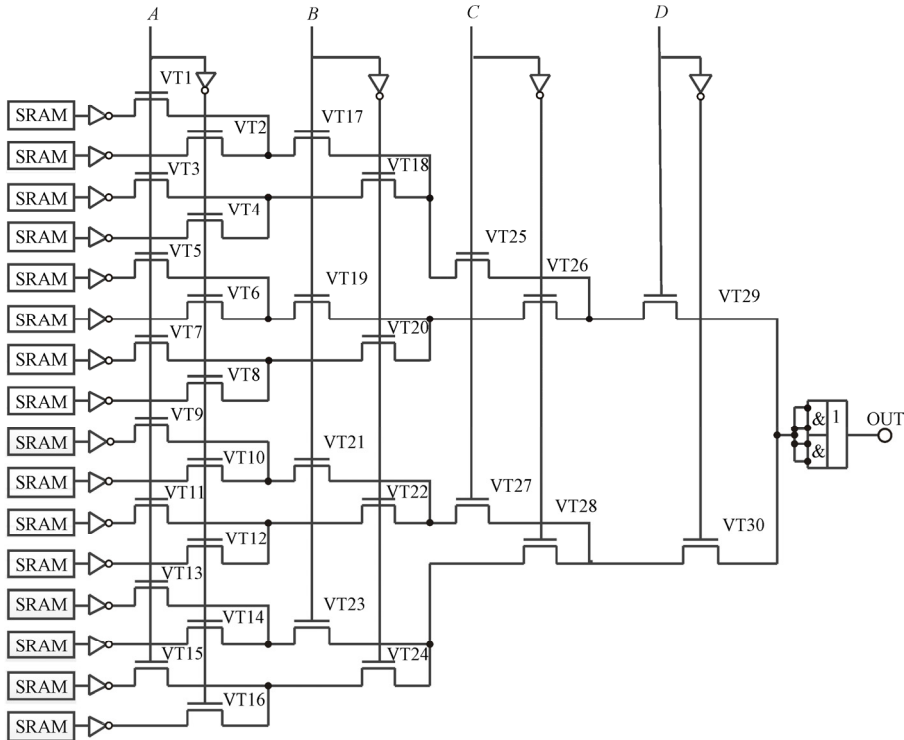 A B C D
VT1
SRAM
VT2 VT17
SRAM
VT3 VT18
SRAM
VT4
SRAM
VT5 VT25
SRAM
VT6 VT19 VT26 VT29
SRAM
VT7 VT20
SRAM
VT8
SRAM
VT9
& 1 OUT
SRAM
VT10 VT21
&
SRAM
VT11 VT22 VT27
SRAM
VT12 VT28 VT30
SRAM
VT13
SRAM
VT14 VT23
SRAM
VT15 VT24
SRAM
VT16
SRAM